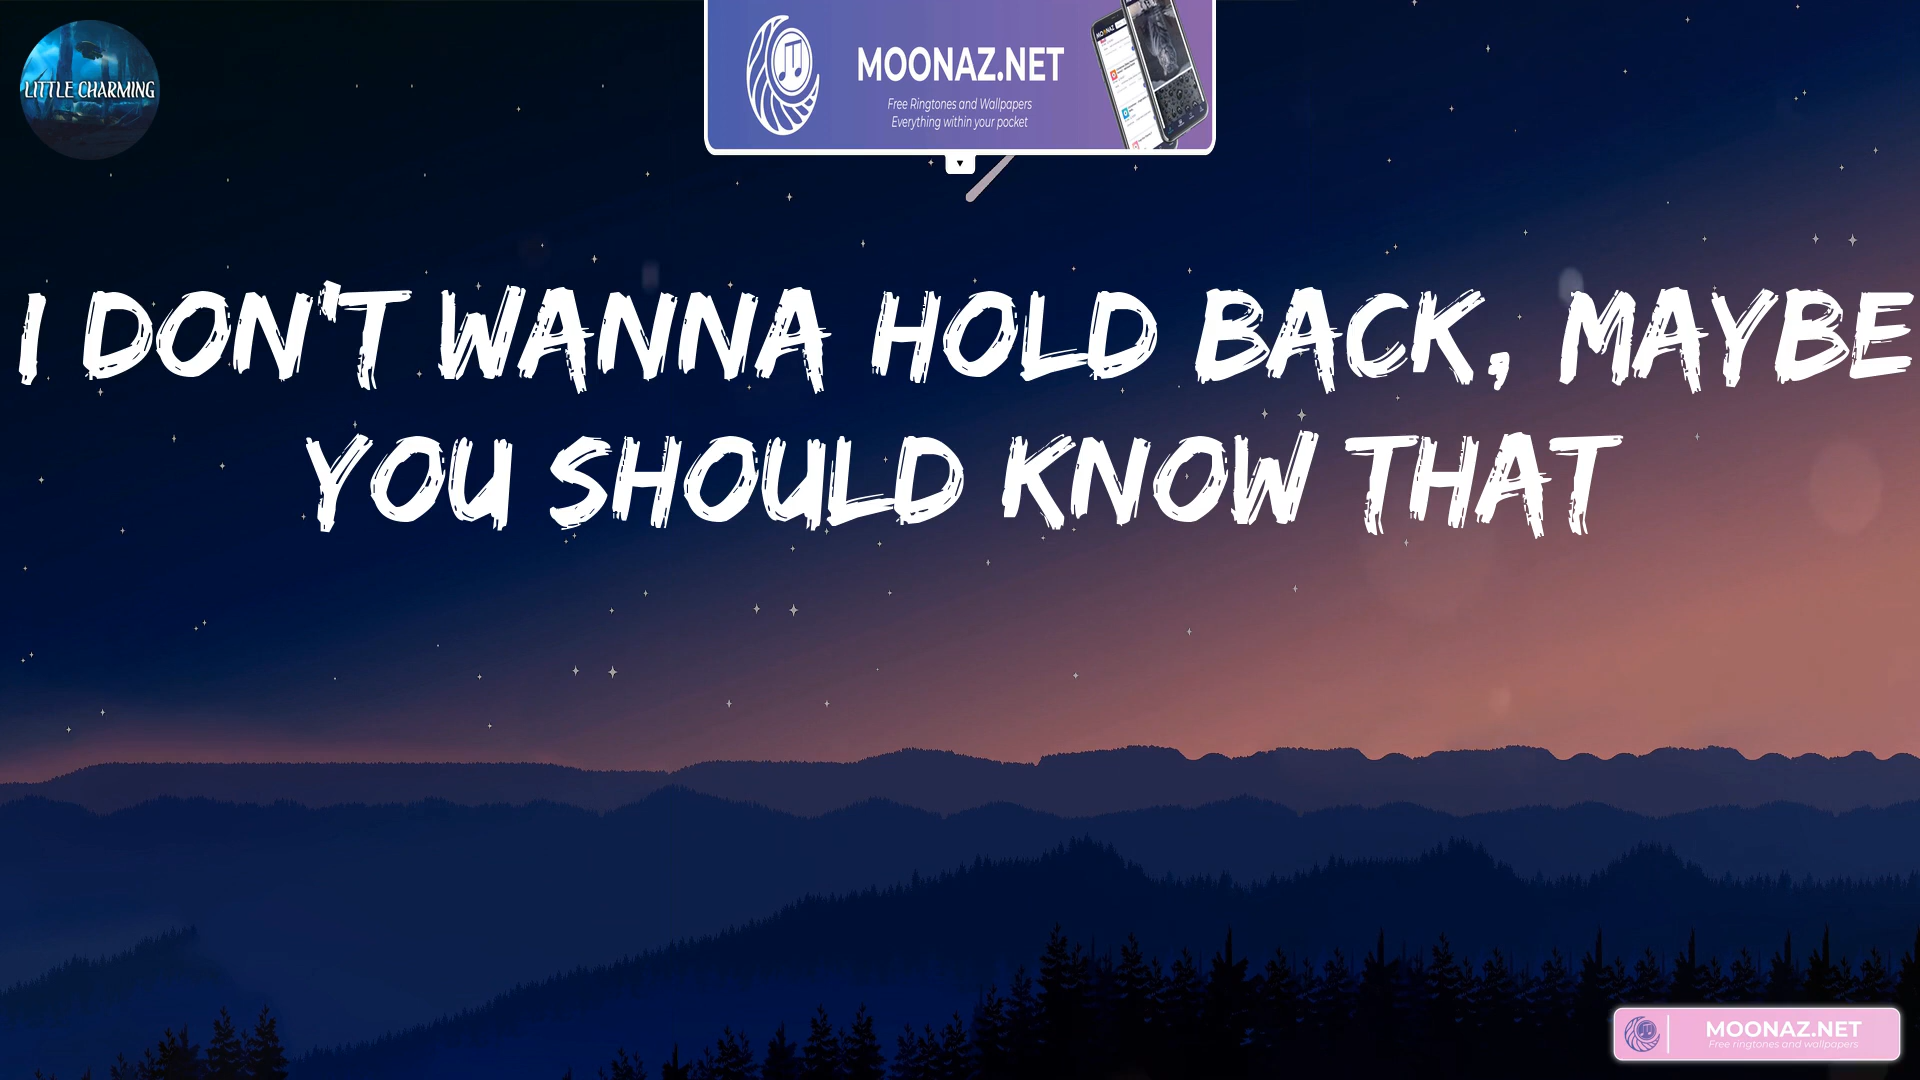 LITTLE CHARMING
MOONAZ.NET
Free Ringtones and Wallpapers
Everything within your pocket
I DON'T WANNA HOLD BACK, MAYBE
YOU SHOULD KNOW THAT
MOONAZ.NET
Free ringtones and wallpapers